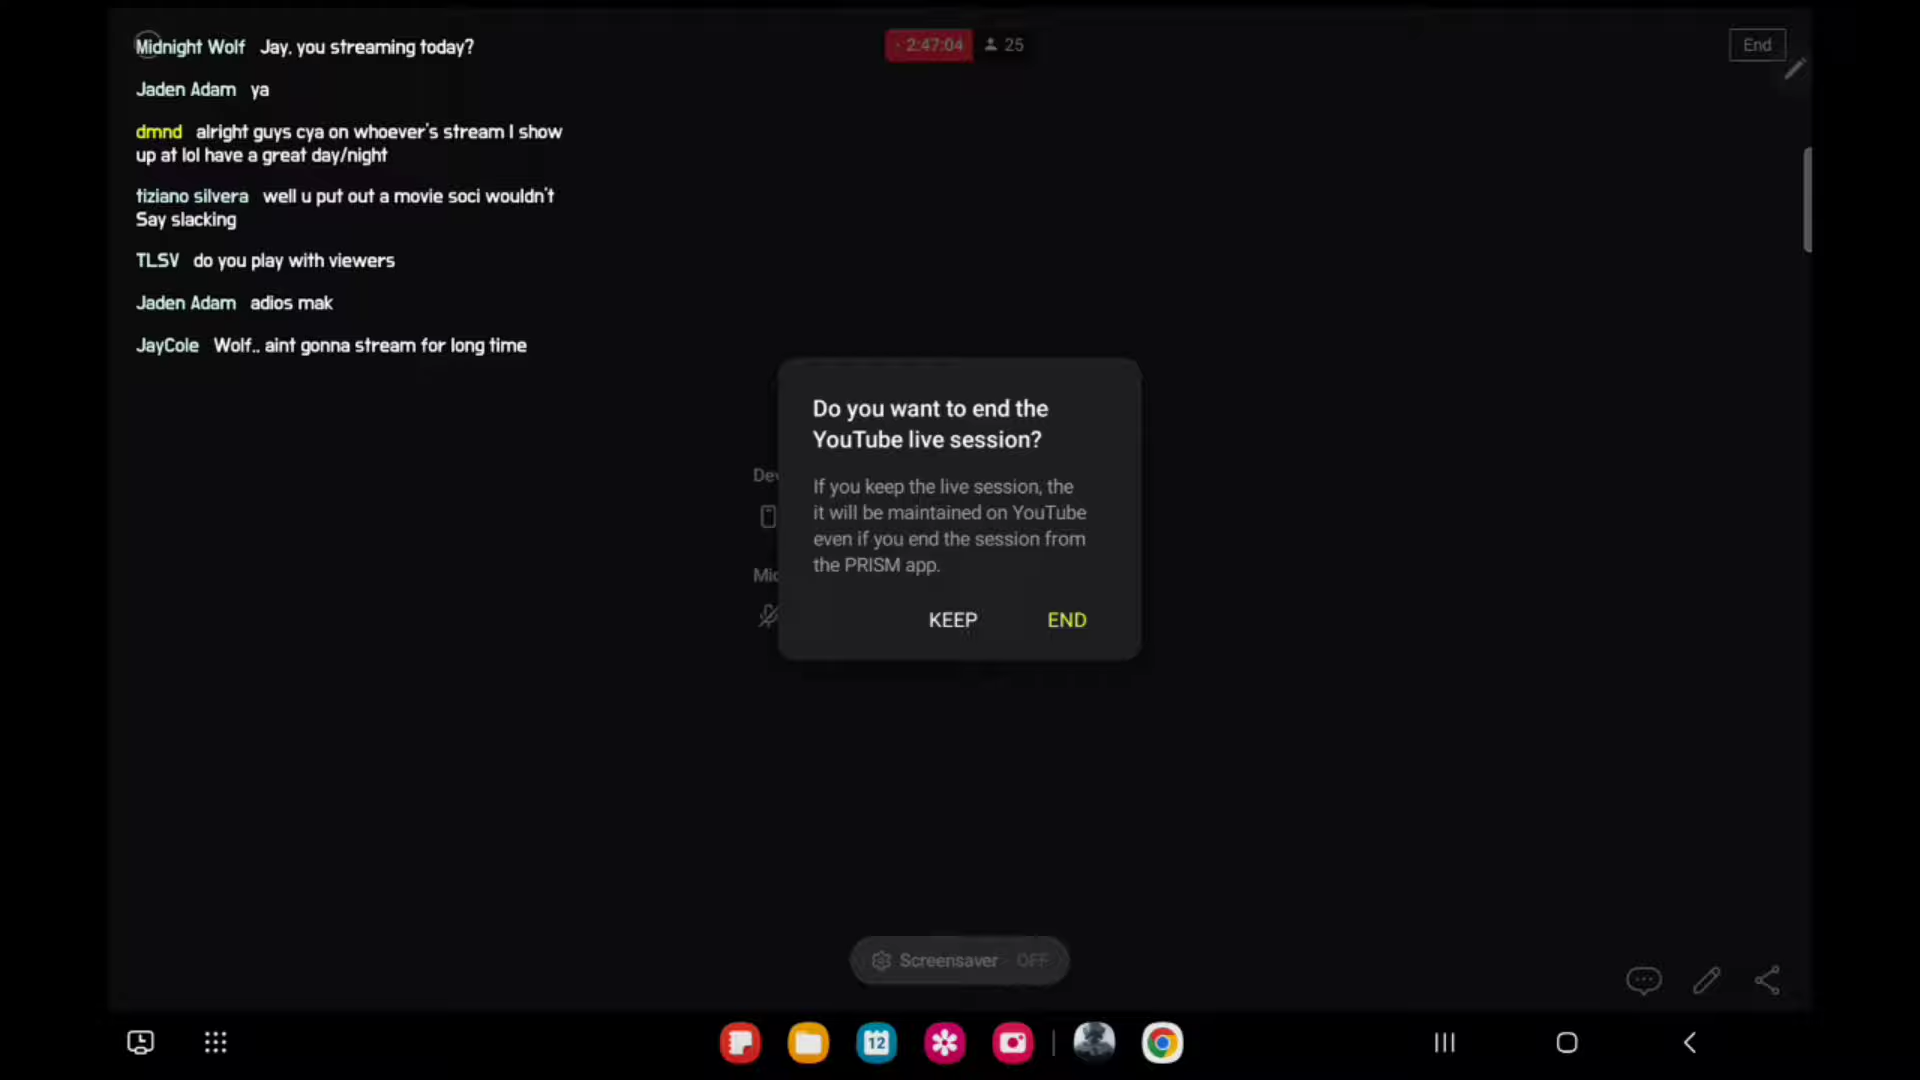 Midnight Wolf Jay, you streaming today?
2:47:04 25
End
Jaden Adam ya
dmnd alright guys cya on whoever's stream I show
up at lol have a great day/night
tiziano silvera well u put out a movie soci wouldn't
Say slacking
TLSV do you play with viewers
Jaden Adam adios mak
JayCole Wolf.. aint gonna stream for long time
Do you want to end the
YouTube live session?
If you keep the live session, the
it will be maintained on YouTube
even if you end the session from
the PRISM app.
KEEP END
Dev
Mic
Screensaver OFF
12